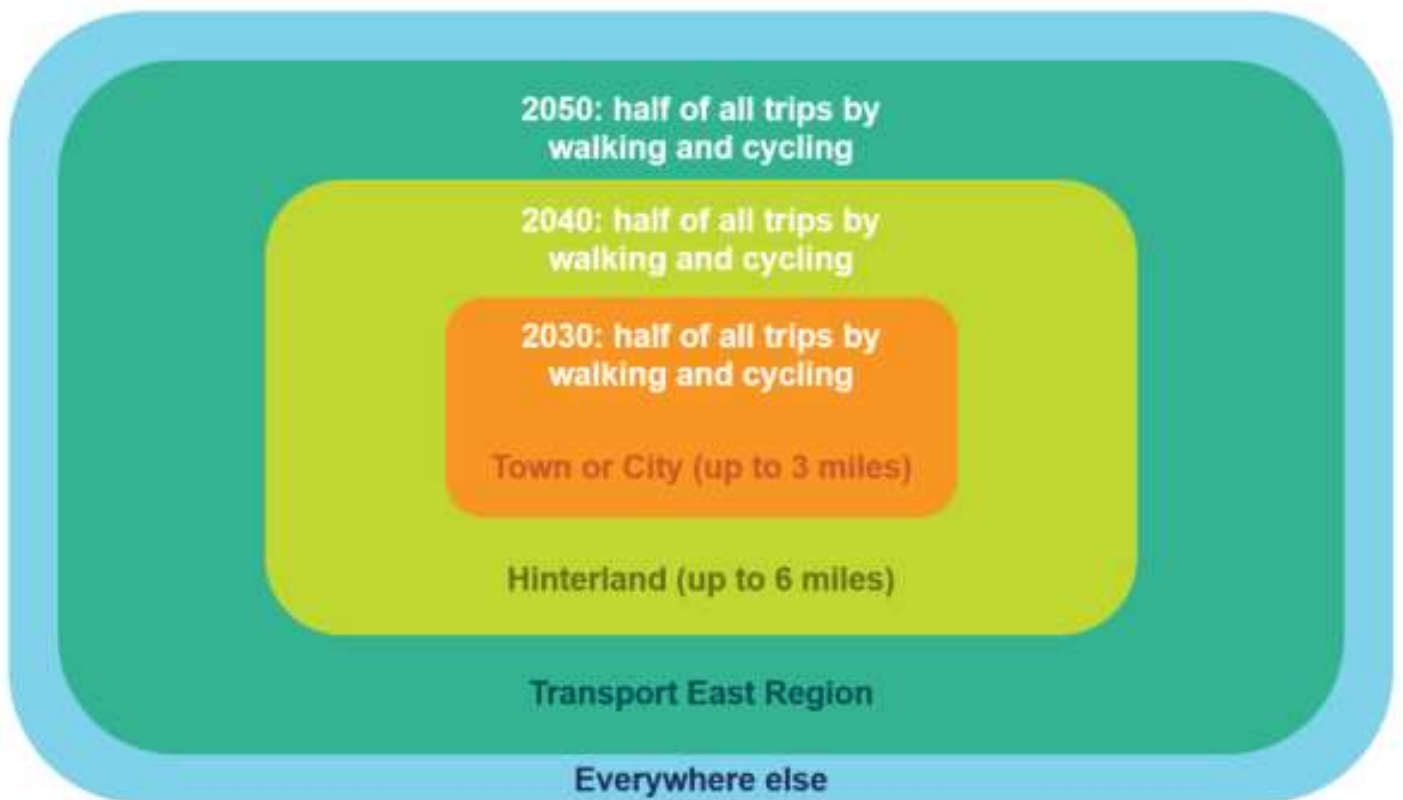 2050: half of all trips by
walking and cycling
2040: half of all trips by
walking and cycling
2030: half of all trips by
walking and cycling
Town or City (up to 3 miles)
Hinterland (up to 6 miles)
Transport East Region
Everywhere else